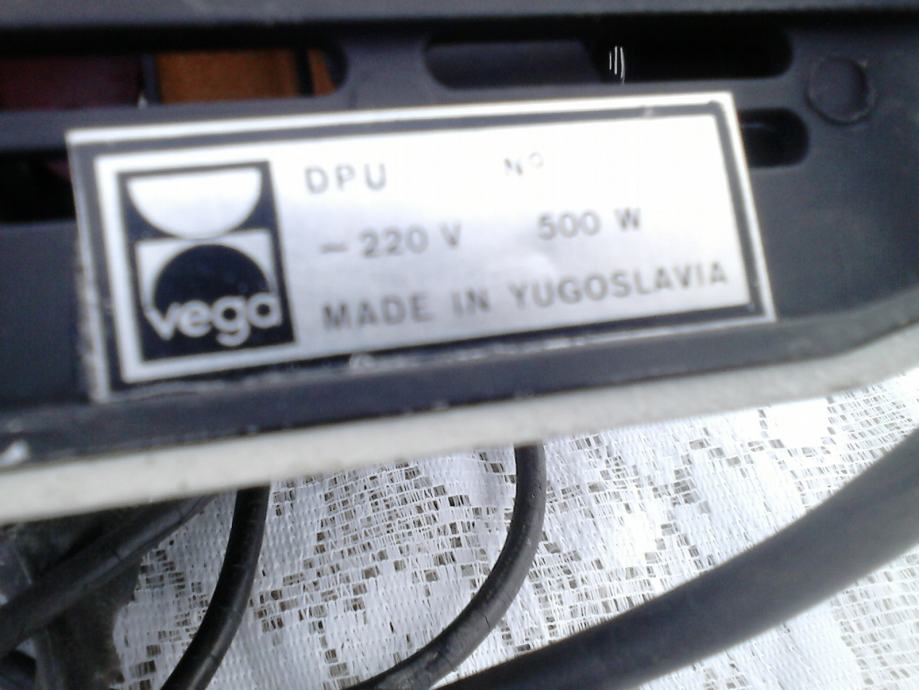 vega
DPU Nº
~ 220 V 500 W
MADE IN YUGOSLAVIA